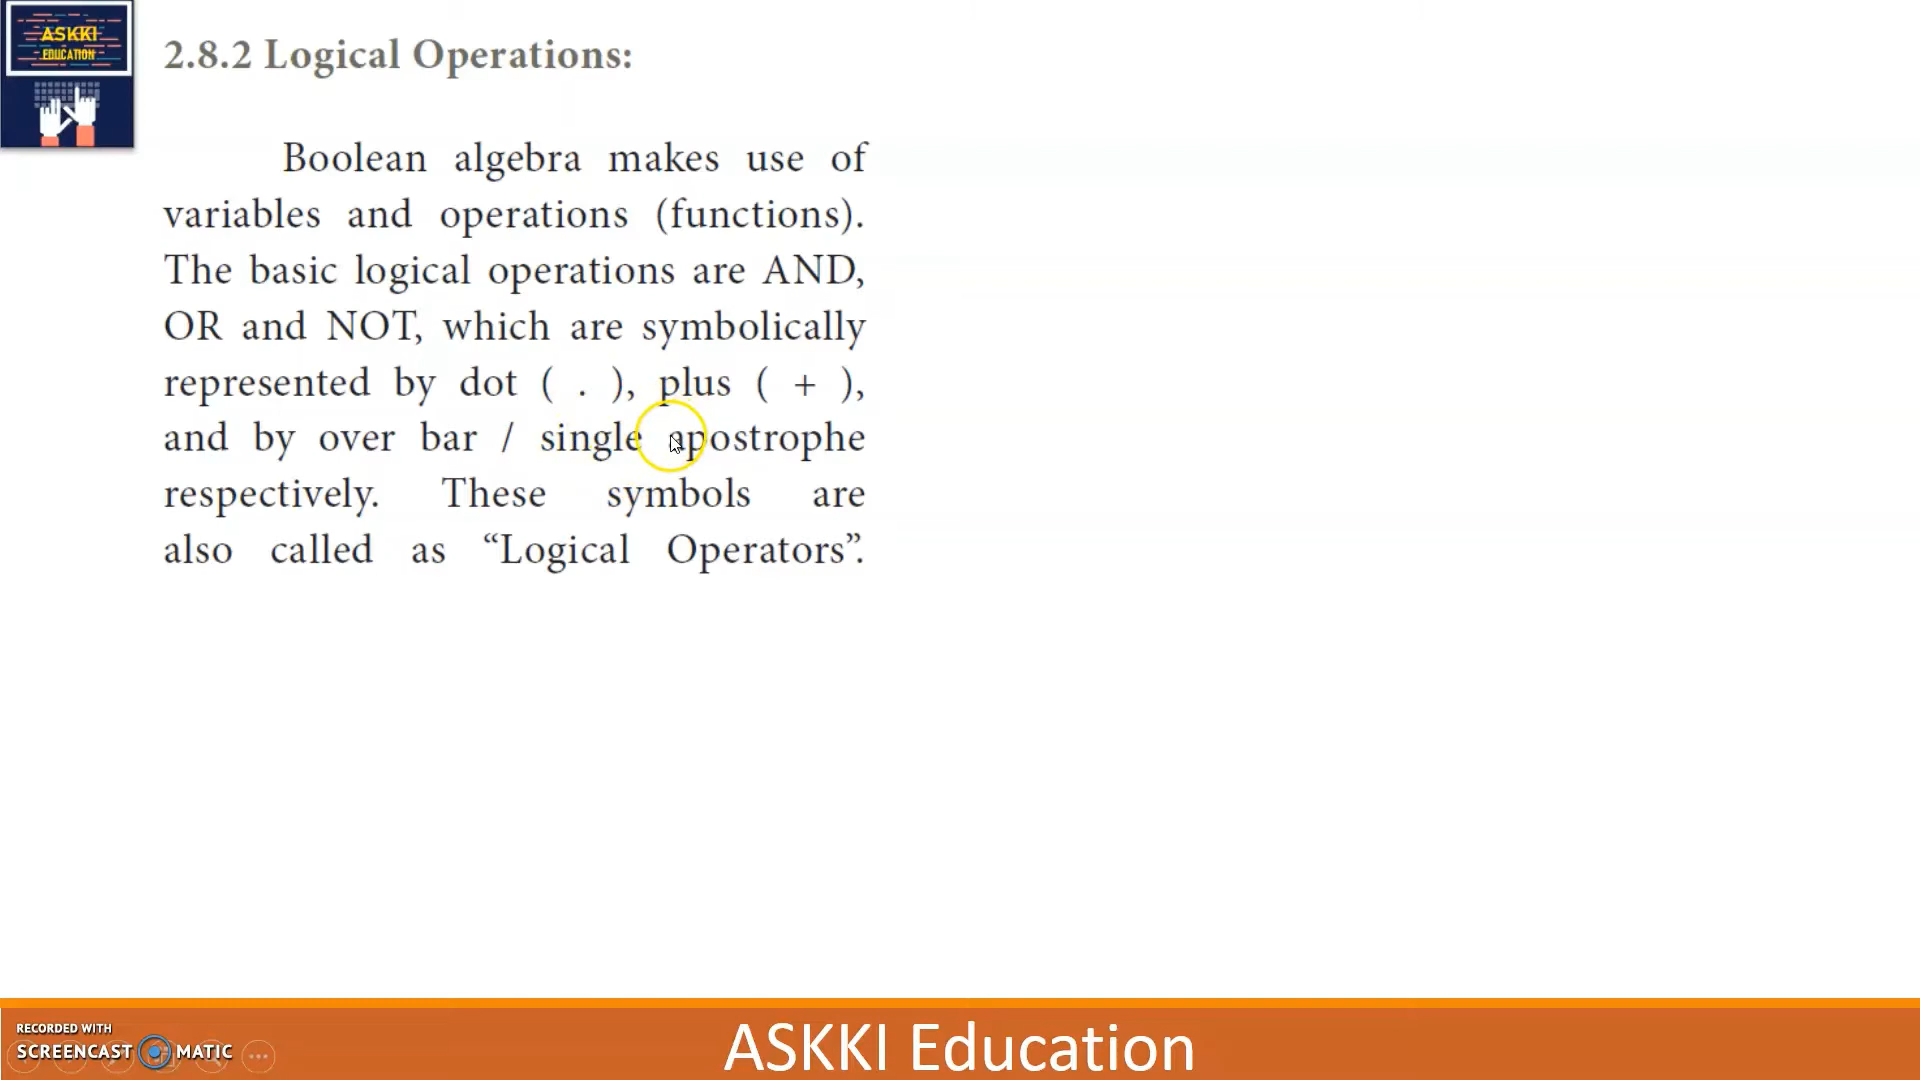 ASKKI
EDUCATION
2.8.2 Logical Operations:
Boolean algebra makes use of
variables and operations (functions).
The basic logical operations are AND,
OR and NOT, which are symbolically
represented by dot ( . ), plus ( + ),
and by over bar / single apostrophe
respectively. These symbols are
also called as “Logical Operators”.
RECORDED WITH
SCREENCAST MATIC
ASKKI Education